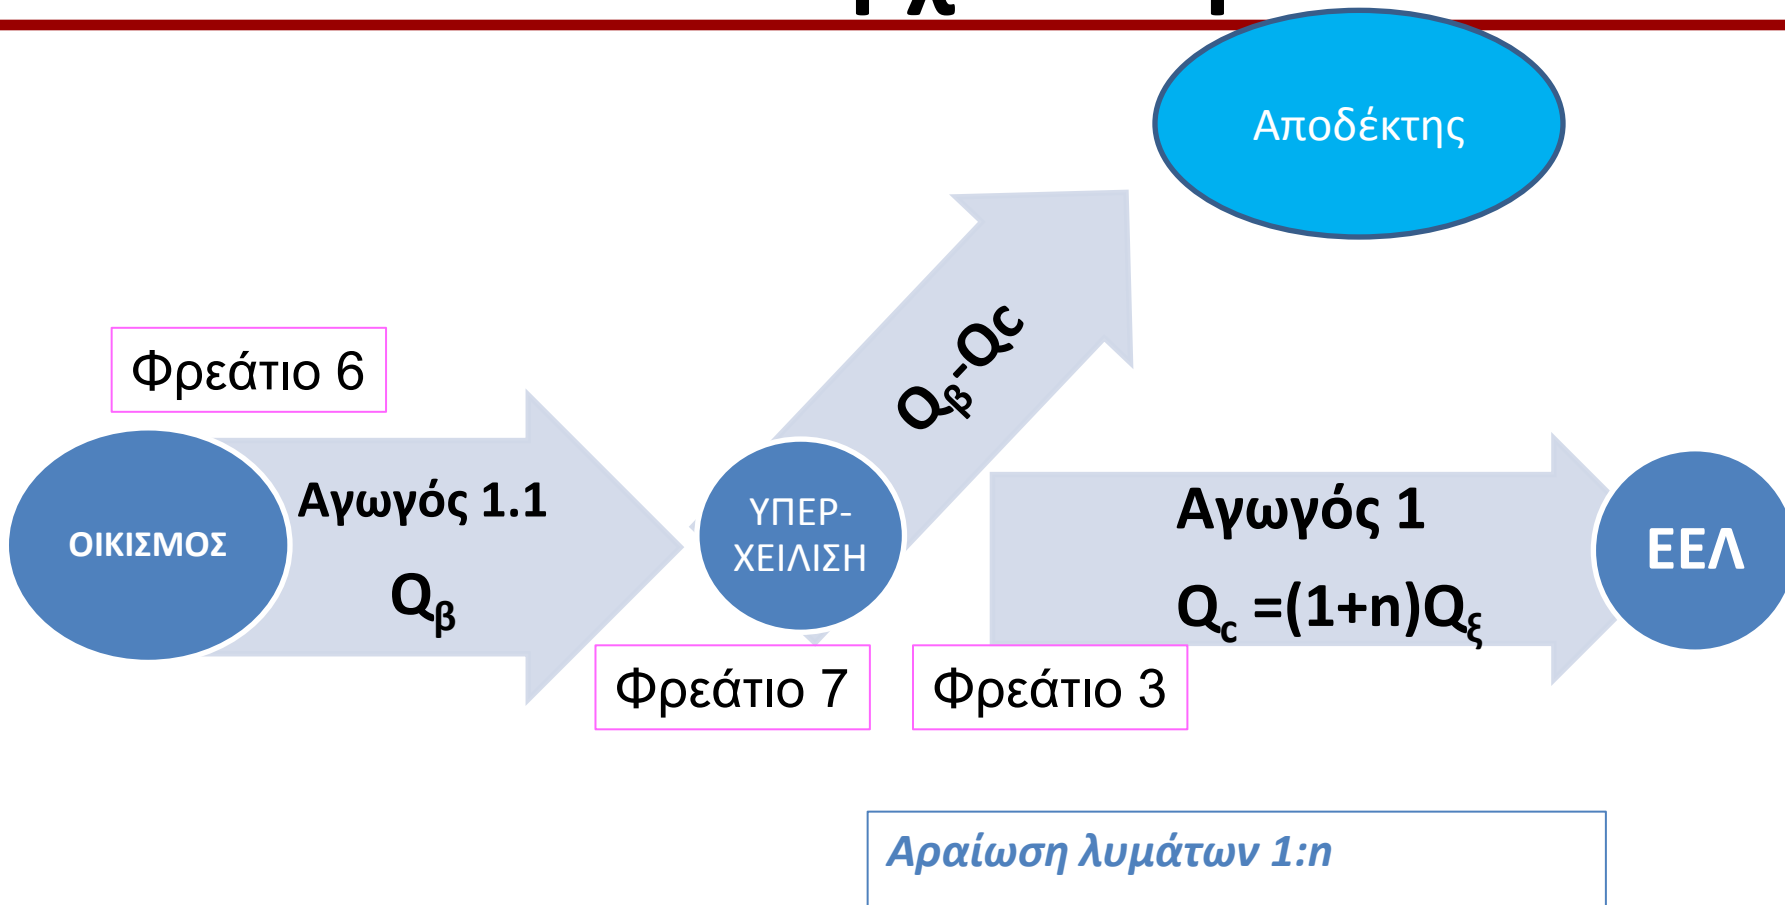 Αποδέκτης
Qβ-Qc
Φρεάτιο 6
ΟΙΚΙΣΜΟΣ
Αγωγός 1.1
Qβ
ΥΠΕΡ-
ΧΕΙΛΙΣΗ
Αγωγός 1
Qc =(1+n)Qξ
ΕΕΛ
Φρεάτιο 7
Φρεάτιο 3
Αραίωση λυμάτων 1:n